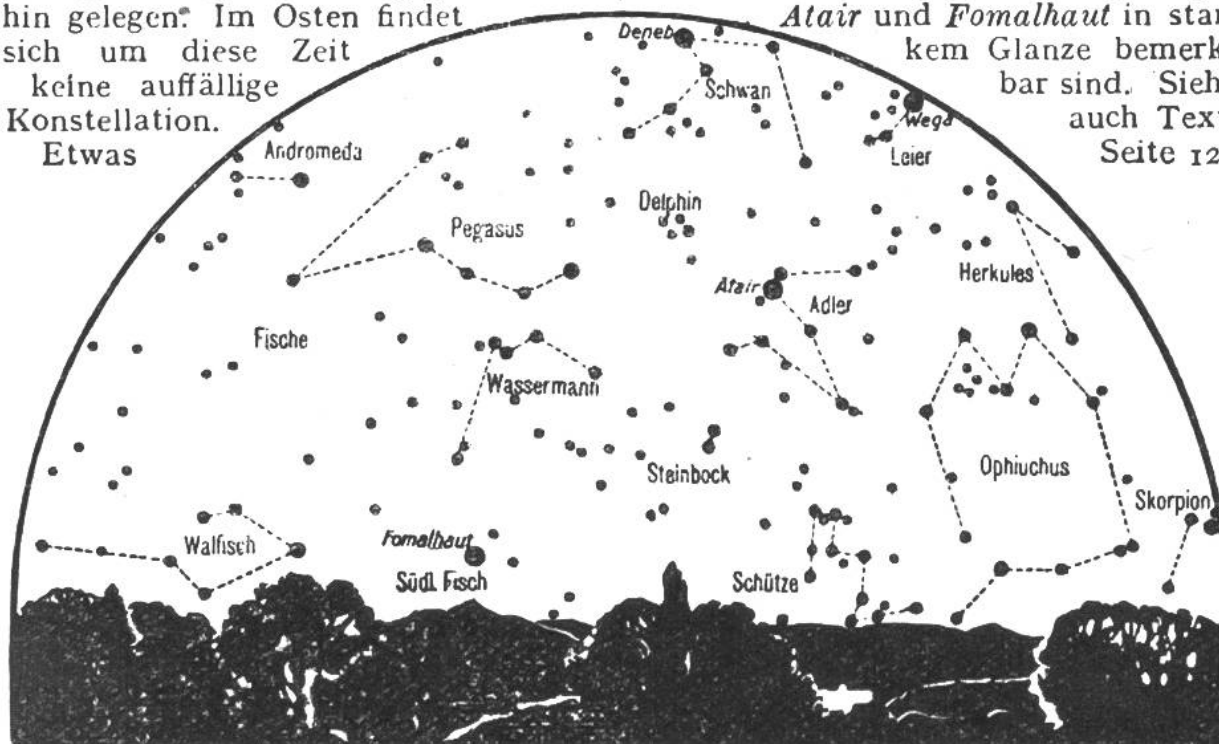 hin gelegen. Im Osten findet
sich um diese Zeit
keine auffällige
Konstellation.
Etwas
Atair und Fomalhaut in star
kem Glanze bemerk
bar sind. Sieh
auch Tex
Seite 12
Deneb
Schwan
Wega
Leier
Andromeda
Delphin
Pegasus
Herkules
Atair
Adler
Fische
Wassermann
Steinbock
Ophiuchus
Skorpion
Walfisch
Fomalhaut
Südl. Fisch
Schütze